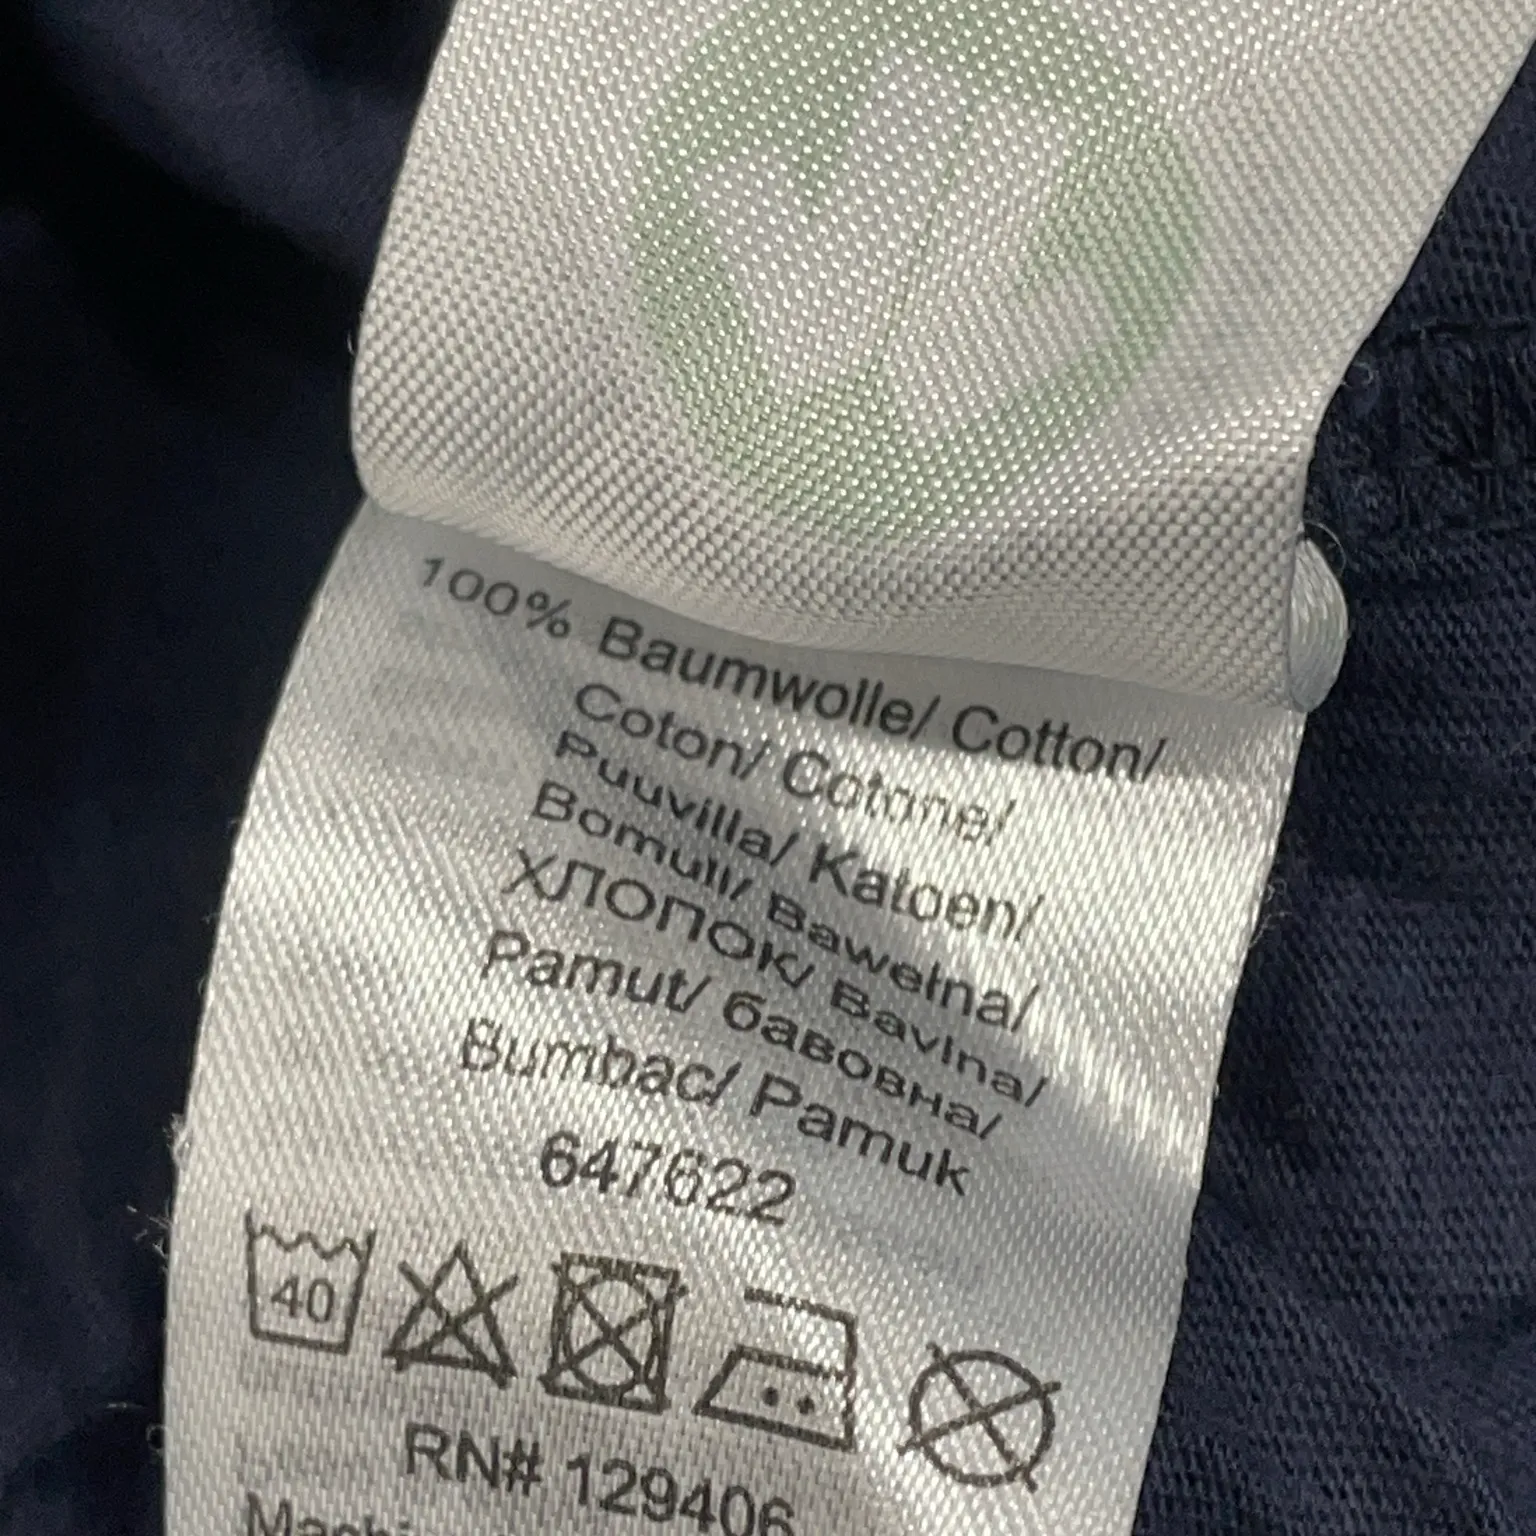 100% Baumwolle/ Cotton/
Coton/ Cotone/
Puuvilla/ Katoen/
Bomull/ Bawełna/
ХЛОПОК/ Bavlna/
Pamut/ бавовна/
Bumbac/ Pamuk
647622
40
RN# 129406